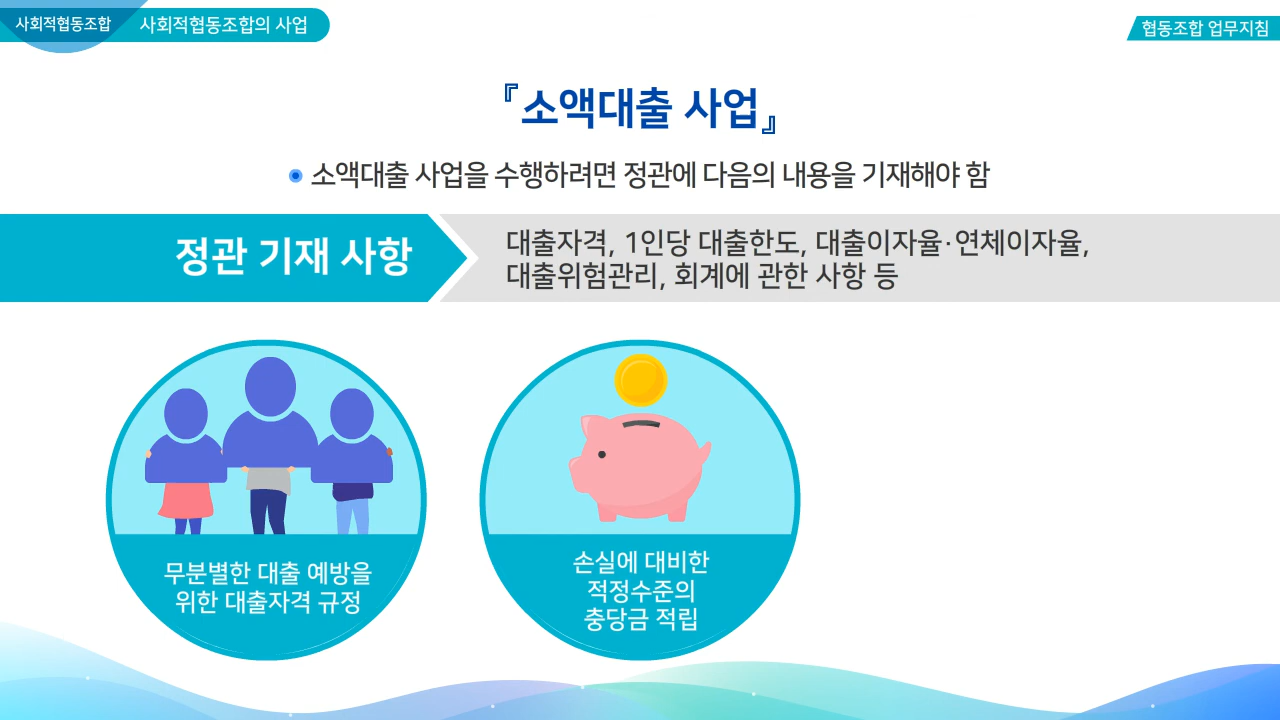 사회적협동조합
사회적협동조합의 사업
협동조합 업무지침
『소액대출 사업』
소액대출 사업을 수행하려면 정관에 다음의 내용을 기재해야 함
정관 기재 사항
대출자격, 1인당 대출한도, 대출이자율·연체이자율,
대출위험관리, 회계에 관한 사항 등
무분별한 대출 예방을
위한 대출자격 규정
손실에 대비한
적정수준의
충당금 적립